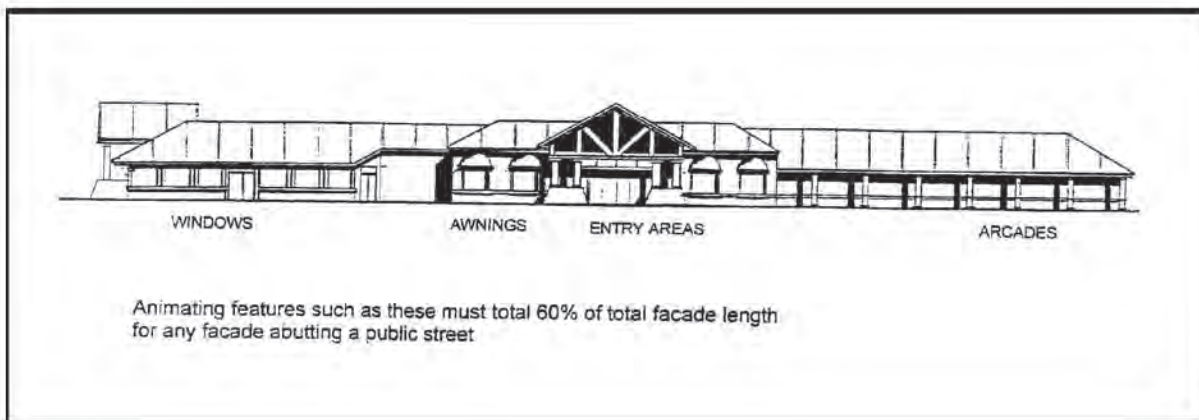 WINDOWS AWNINGS ENTRY AREAS ARCADES
Animating features such as these must total 60% of total facade length
for any facade abutting a public street